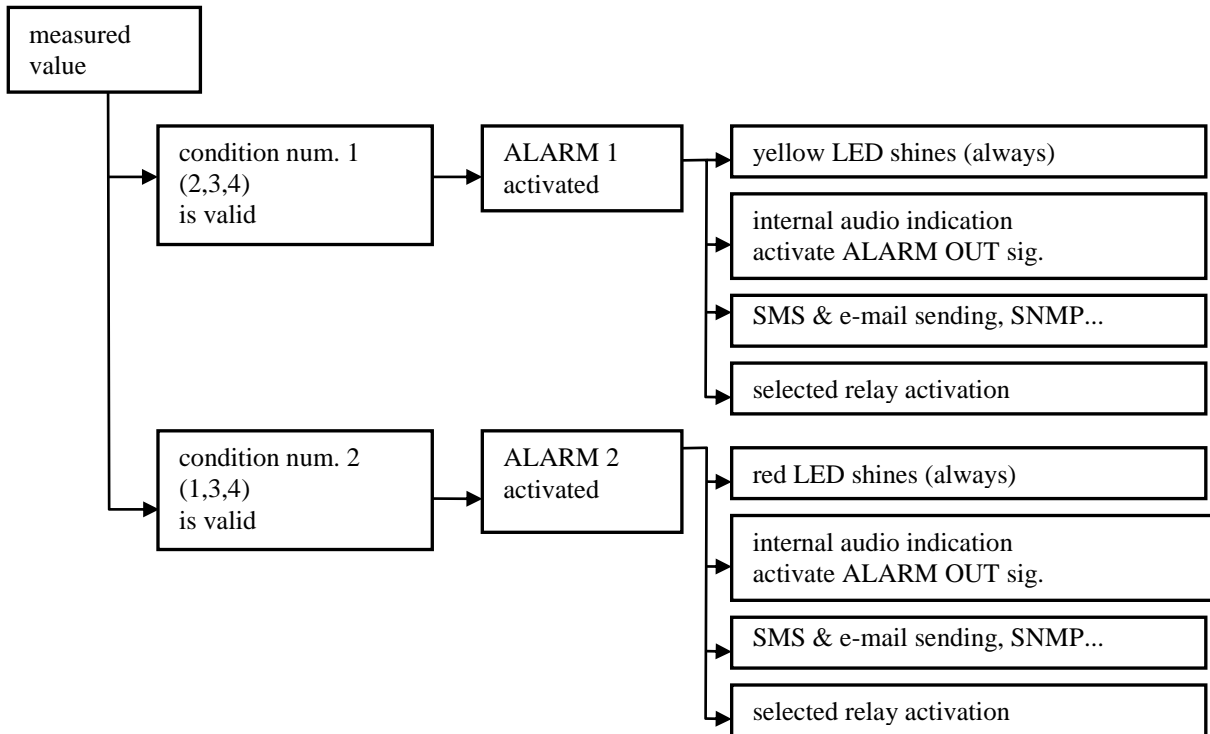 measured
value
condition num. 1
(2,3,4)
is valid
ALARM 1
activated
yellow LED shines (always)
internal audio indication
activate ALARM OUT sig.
SMS & e-mail sending, SNMP...
selected relay activation
condition num. 2
(1,3,4)
is valid
ALARM 2
activated
red LED shines (always)
internal audio indication
activate ALARM OUT sig.
SMS & e-mail sending, SNMP...
selected relay activation